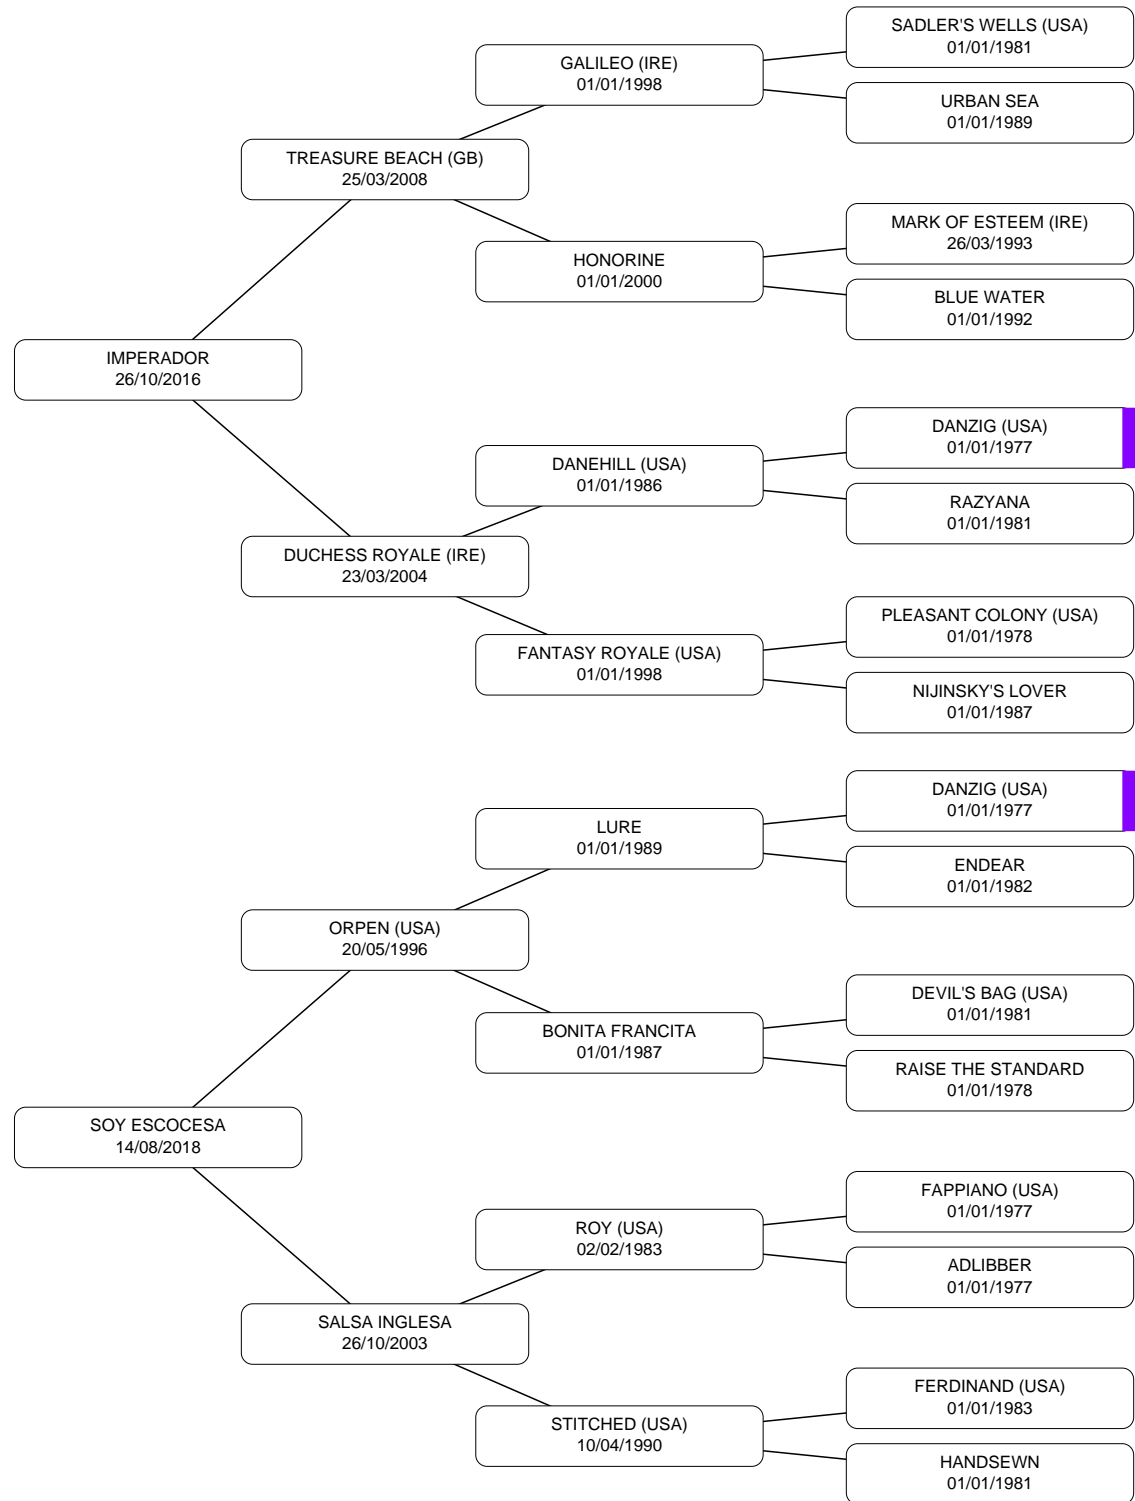 SADLER'S WELLS (USA)
01/01/1981
GALILEO (IRE)
01/01/1998
URBAN SEA
01/01/1989
TREASURE BEACH (GB)
25/03/2008
MARK OF ESTEEM (IRE)
26/03/1993
HONORINE
01/01/2000
BLUE WATER
01/01/1992
IMPERADOR
26/10/2016
DANZIG (USA)
01/01/1977
DANEHILL (USA)
01/01/1986
RAZYANA
01/01/1981
DUCHESS ROYALE (IRE)
23/03/2004
PLEASANT COLONY (USA)
01/01/1978
FANTASY ROYALE (USA)
01/01/1998
NIJINSKY'S LOVER
01/01/1987
DANZIG (USA)
01/01/1977
LURE
01/01/1989
ENDEAR
01/01/1982
ORPEN (USA)
20/05/1996
DEVIL'S BAG (USA)
01/01/1981
BONITA FRANCITA
01/01/1987
RAISE THE STANDARD
01/01/1978
SOY ESCOCESA
14/08/2018
FAPPIANO (USA)
01/01/1977
ROY (USA)
02/02/1983
ADLIBBER
01/01/1977
SALSA INGLESA
26/10/2003
FERDINAND (USA)
01/01/1983
STITCHED (USA)
10/04/1990
HANDSEWN
01/01/1981